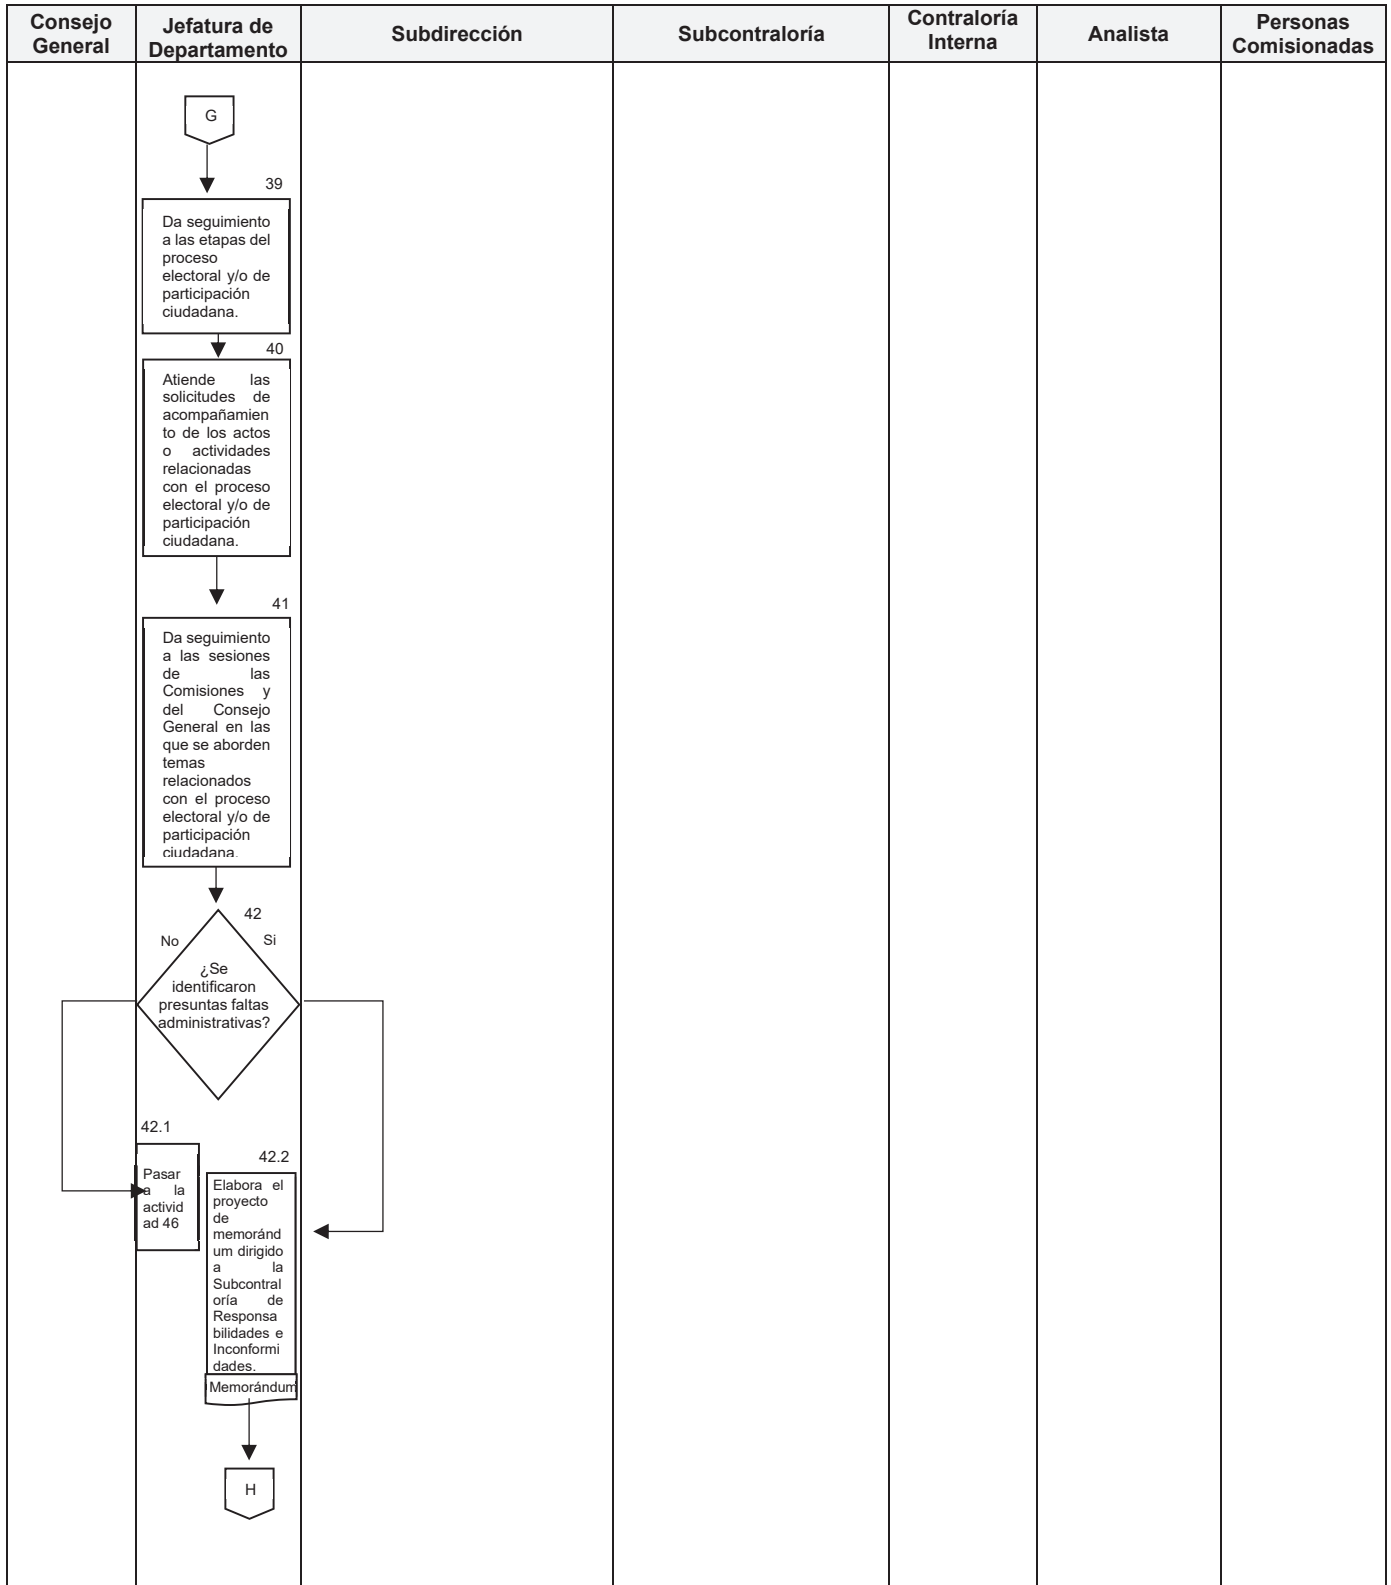 Consejo
General
Jefatura de
Departamento
Subdirección
Subcontraloría
Contraloría
Interna
Analista
Personas
Comisionadas
G
39
Da seguimiento
a las etapas del
proceso
electoral y/o de
participación
ciudadana.
40
Atiende las
solicitudes de
acompañamien
to de los actos
o actividades
relacionadas
con el proceso
electoral y/o de
participación
ciudadana.
41
Da seguimiento
a las sesiones
de las
Comisiones y
del Consejo
General en las
que se aborden
temas
relacionados
con el proceso
electoral y/o de
participación
ciudadana.
42
No
Si
¿Se
identificaron
presuntas faltas
administrativas?
42.1
Pasar
a la
activid
ad 46
42.2
Elabora el
proyecto
de
memoránd
um dirigido
a la
Subcontral
oría de
Responsa
bilidades e
Inconformi
dades.
Memorándum
H